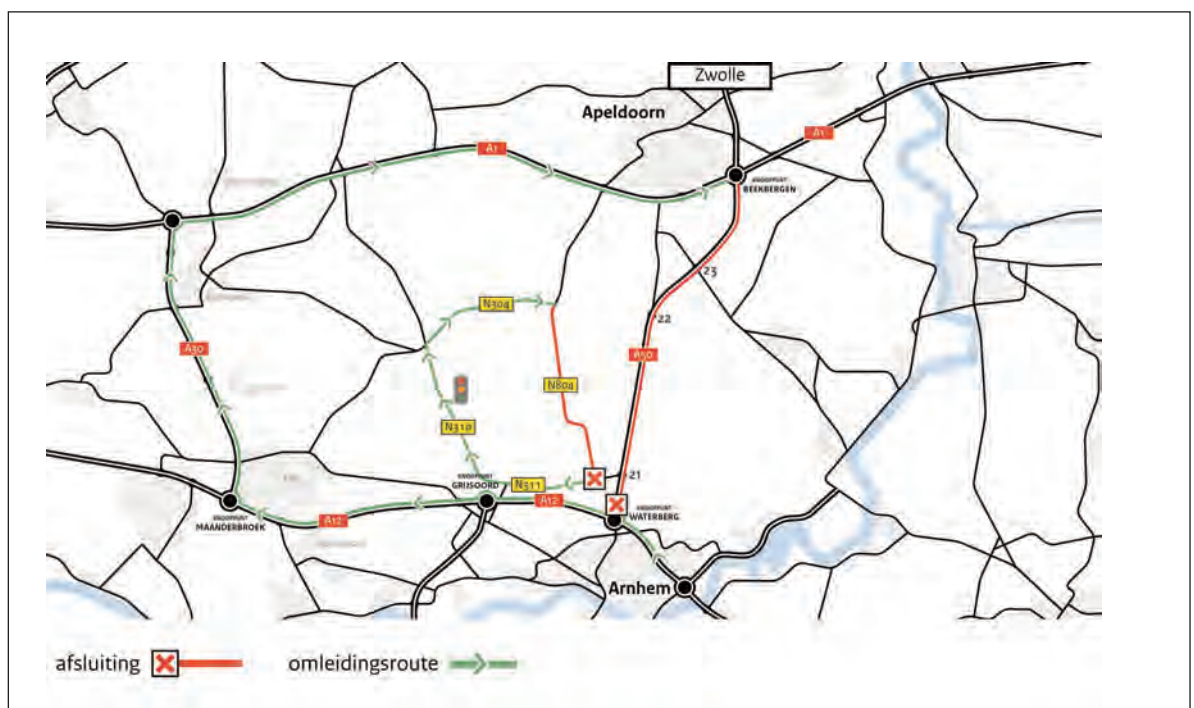 Zwolle
Apeldoorn
A1
A1
KNOOPPUNT
BEEKBERGEN
23
22
N304
A30
A50
N804
N310
21
KNOOPPUNT
GRIJSOORD
N311
A12
KNOOPPUNT
WATERBERG
KNOOPPUNT
MAANDERBROEK
A12
Arnhem
afsluiting
omleidingsroute